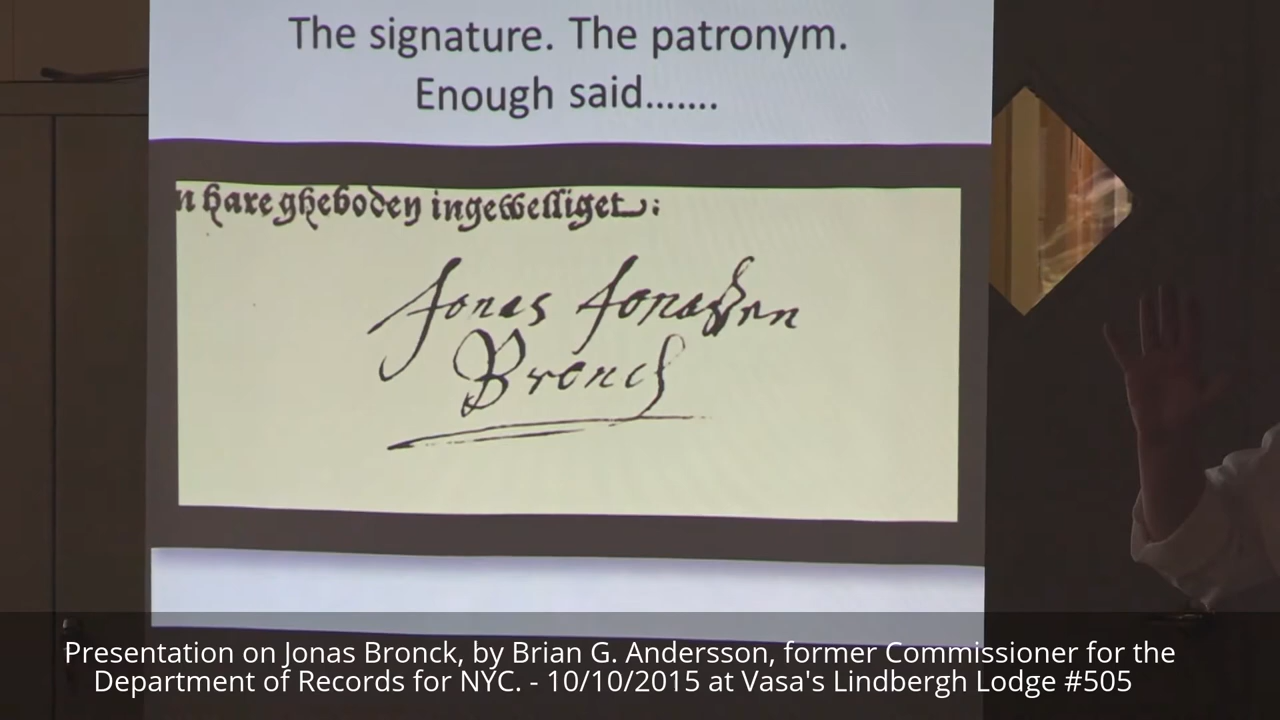 The signature. The patronym.
Enough said.......
n hare gheboden ingewelliget :
Jonas Jonassen
Bronck
Presentation on Jonas Bronck, by Brian G. Andersson, former Commissioner for the
Department of Records for NYC. - 10/10/2015 at Vasa's Lindbergh Lodge #505